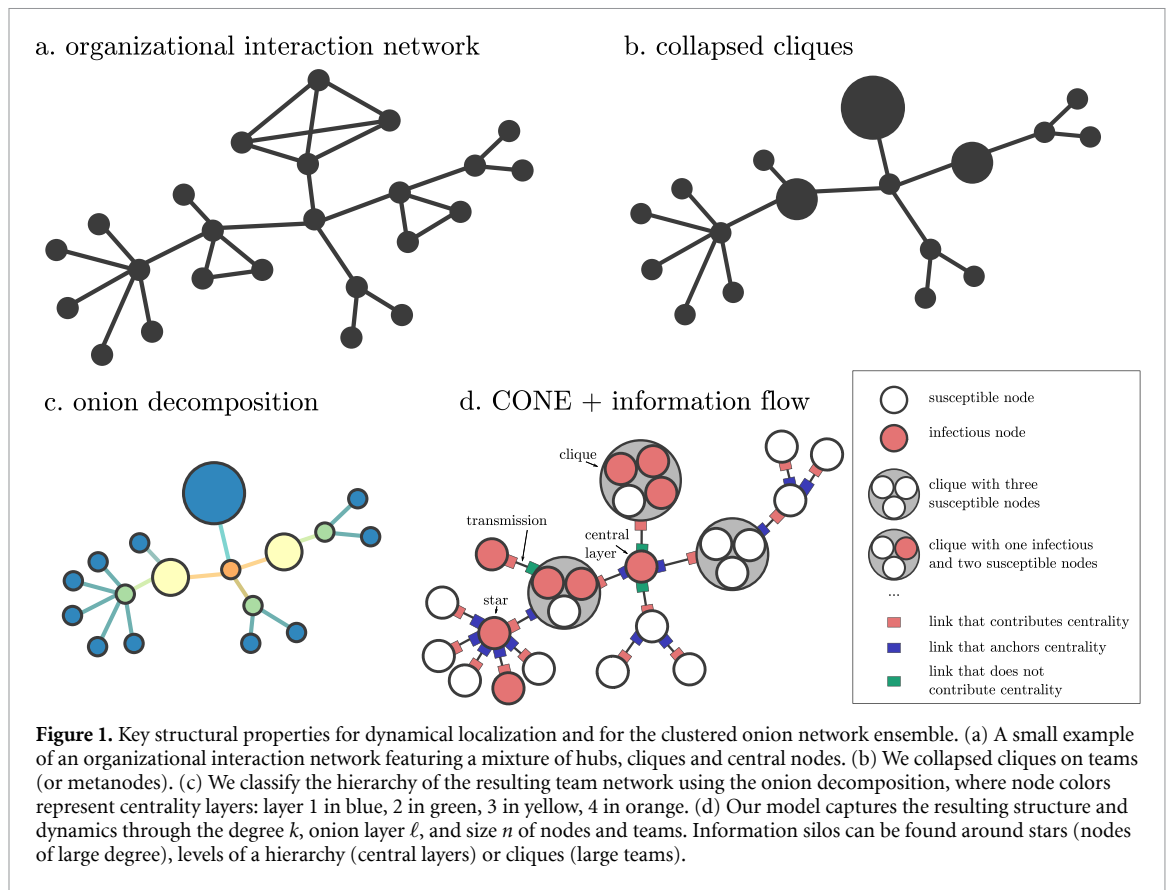 a. organizational interaction network
b. collapsed cliques
c. onion decomposition
d. CONE + information flow
clique
transmission
central
layer
star
susceptible node
infectious node
clique with three
susceptible nodes
clique with one infectious
and two susceptible nodes
...
link that contributes centrality
link that anchors centrality
link that does not
contribute centrality
Figure 1. Key structural properties for dynamical localization and for the clustered onion network ensemble. (a) A small example
of an organizational interaction network featuring a mixture of hubs, cliques and central nodes. (b) We collapsed cliques on teams
(or metanodes). (c) We classify the hierarchy of the resulting team network using the onion decomposition, where node colors
represent centrality layers: layer 1 in blue, 2 in green, 3 in yellow, 4 in orange. (d) Our model captures the resulting structure and
dynamics through the degree k, onion layer ℓ, and size n of nodes and teams. Information silos can be found around stars (nodes
of large degree), levels of a hierarchy (central layers) or cliques (large teams).